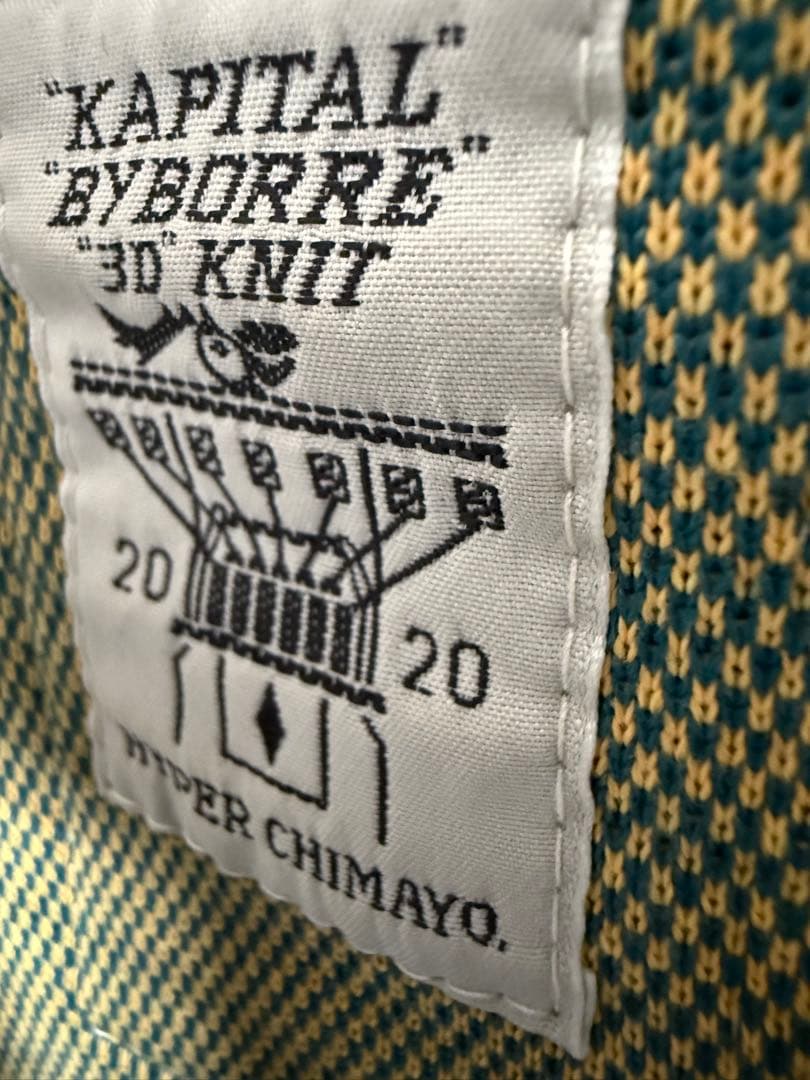 "KAPITAL"
"BYBORRE"
"3D" KNIT
20 20
HYPER CHIMAYO.